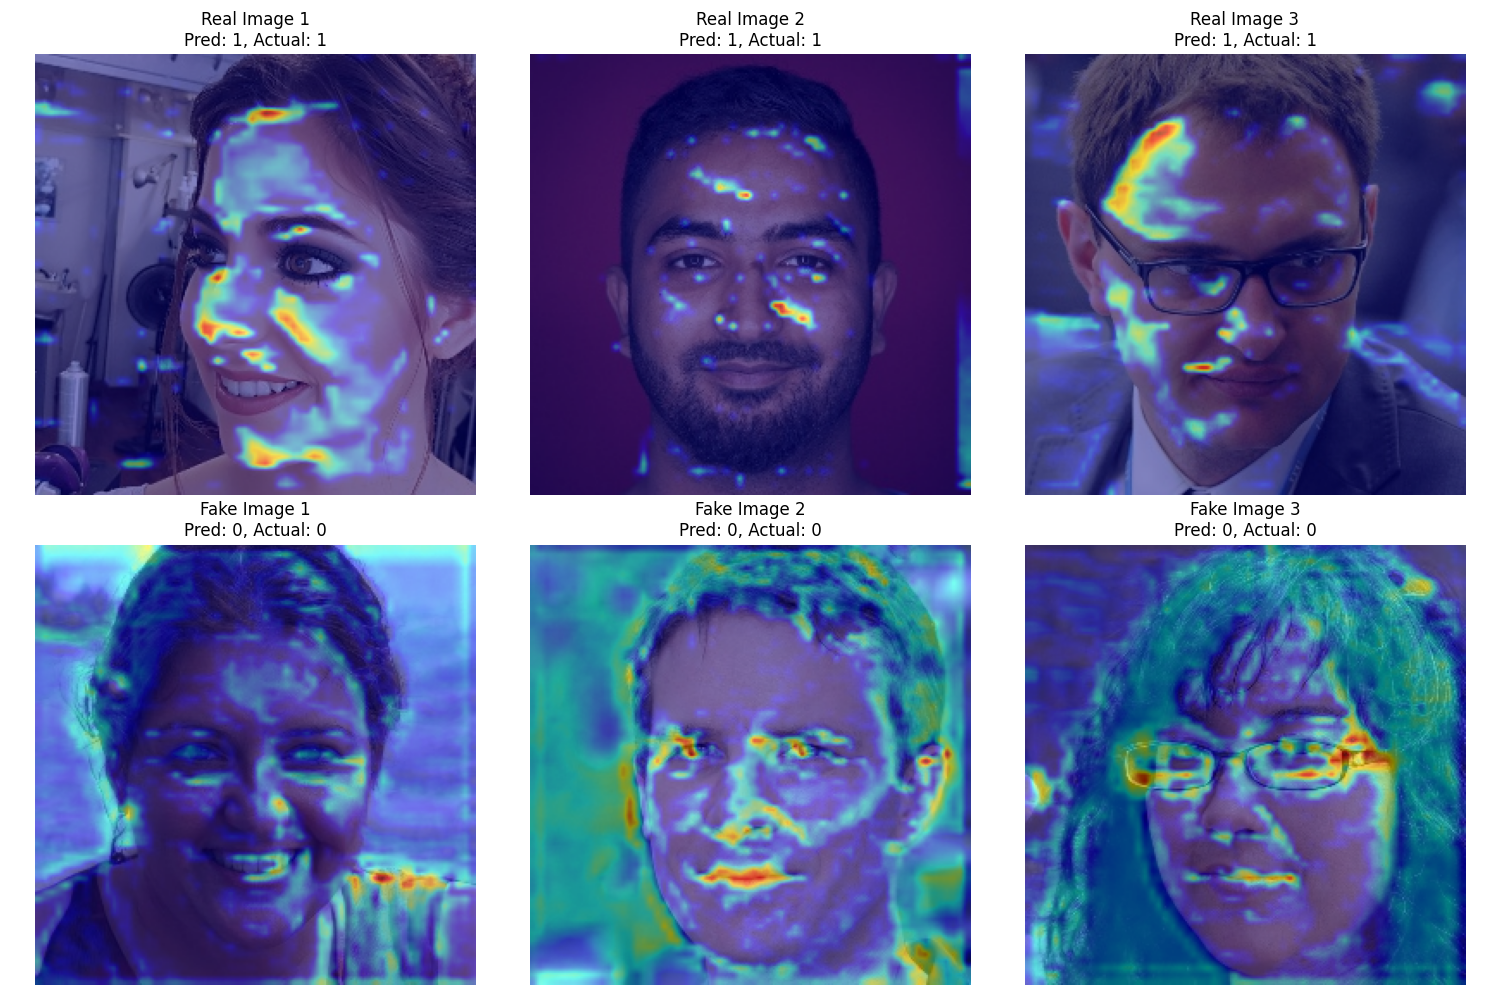 Real Image 1
Pred: 1, Actual: 1
Real Image 2
Pred: 1, Actual: 1
Real Image 3
Pred: 1, Actual: 1
Fake Image 1
Pred: 0, Actual: 0
Fake Image 2
Pred: 0, Actual: 0
Fake Image 3
Pred: 0, Actual: 0